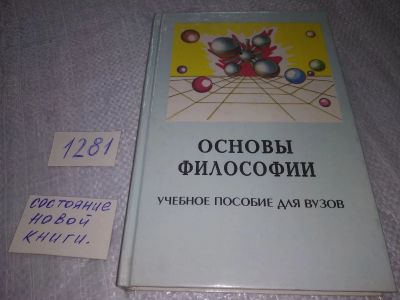 ОСНОВЫ
ФИЛОСОФИИ
УЧЕБНОЕ ПОСОБИЕ ДЛЯ ВУЗОВ
1281
состояние
новой
книги.